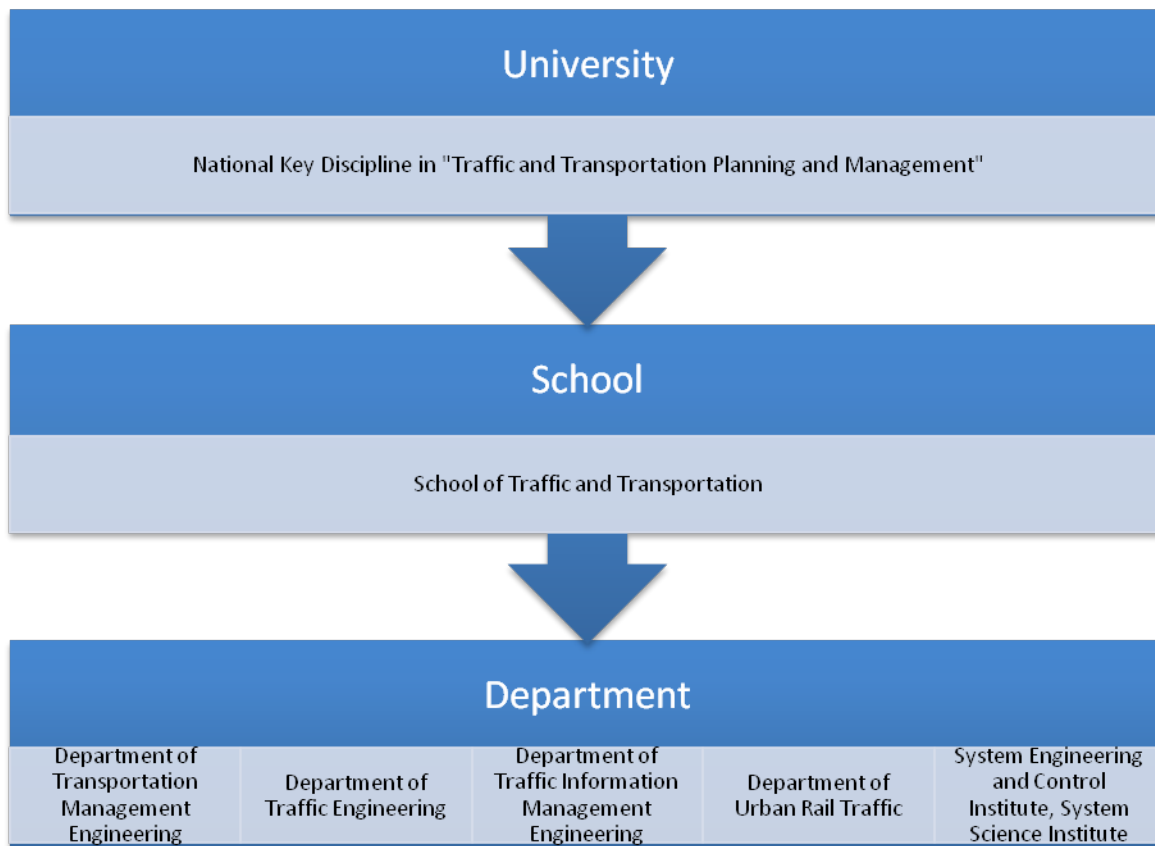 University
National Key Discipline in "Traffic and Transportation Planning and Management"
School
School of Traffic and Transportation
Department
Department of
Transportation
Management
Engineering
Department of
Traffic Engineering
Department of
Traffic Information
Management
Engineering
Department of
Urban Rail Traffic
System Engineering
and Control
Institute, System
Science Institute